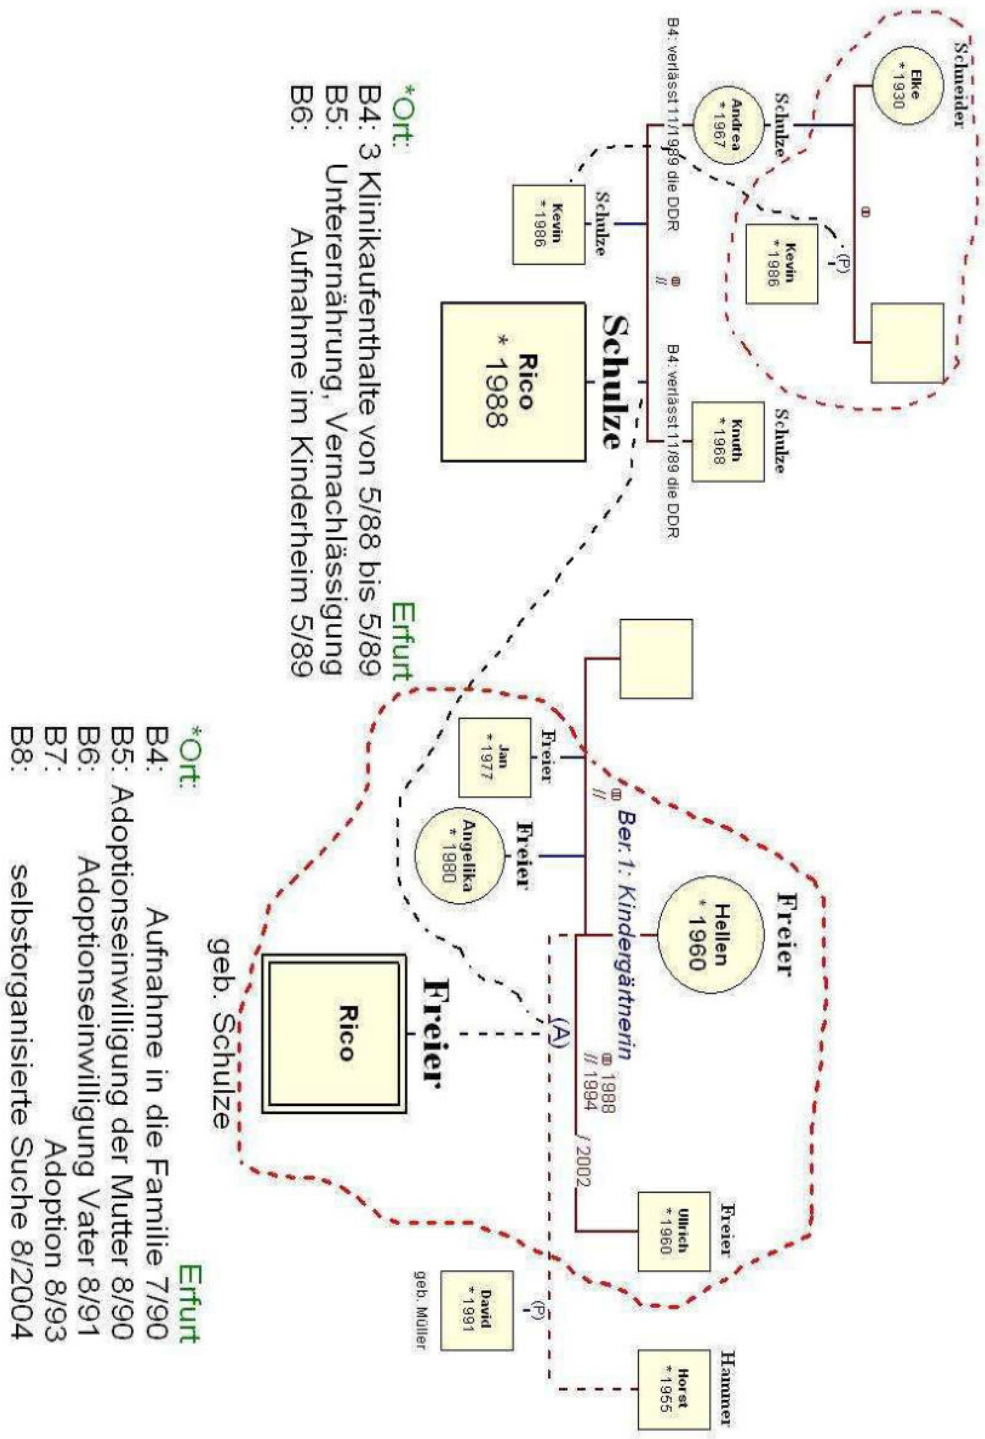 Schneider
Elke
* 1930
(P)
Kevin
* 1986
Schulze
Andrea
* 1967
B4: verlässt 11/1989 die DDR
Schulze
Knuth
* 1968
B4: verlässt 11/89 die DDR
ↂ
//
Schulze
Kevin
* 1986
Schulze
Rico
* 1988
*Ort: Erfurt
B4: 3 Klinikaufenthalte von 5/88 bis 5/89
B5: Unterernährung, Vernachlässigung
B6: Aufnahme im Kinderheim 5/89
Freier
Hellen
* 1960
Ber.1: Kindergärtnerin
//
Freier
Jan
* 1977
Freier
Angelika
* 1980
1988
// 1994
/ 2002
Freier
Ullrich
* 1960
Hammer
Horst
* 1955
(A)
(P)
David
* 1991
geb. Müller
Freier
Rico
geb. Schulze
*Ort: Erfurt
B4: Aufnahme in die Familie 7/90
B5: Adoptionseinwilligung der Mutter 8/90
B6: Adoptionseinwilligung Vater 8/91
B7: Adoption 8/93
B8: selbstorganisierte Suche 8/2004